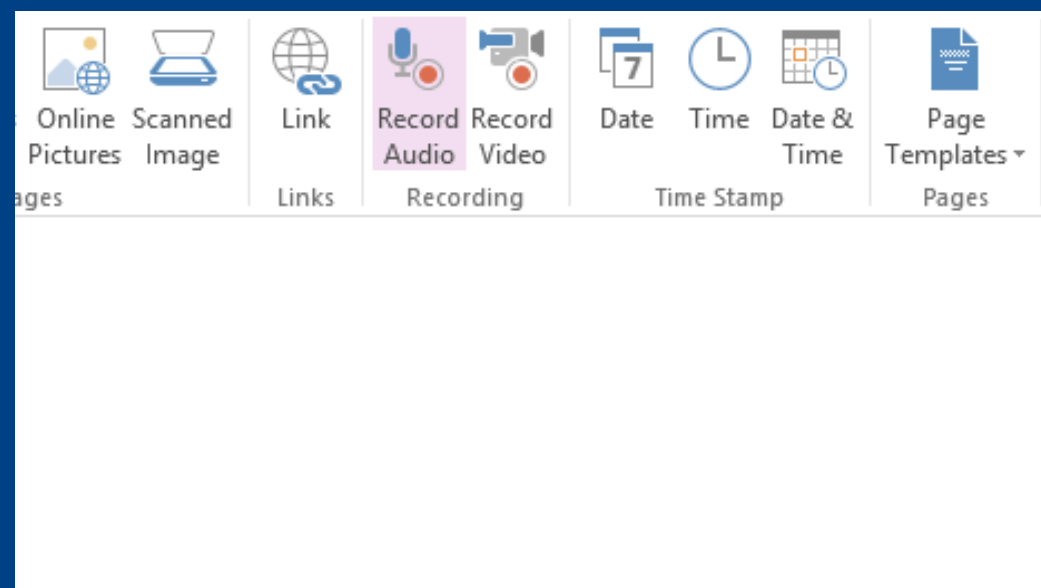 Online Pictures
Scanned Image
Link
Record Audio
Record Video
7
Date
Time
Date & Time
Page Templates
ages
Links
Recording
Time Stamp
Pages